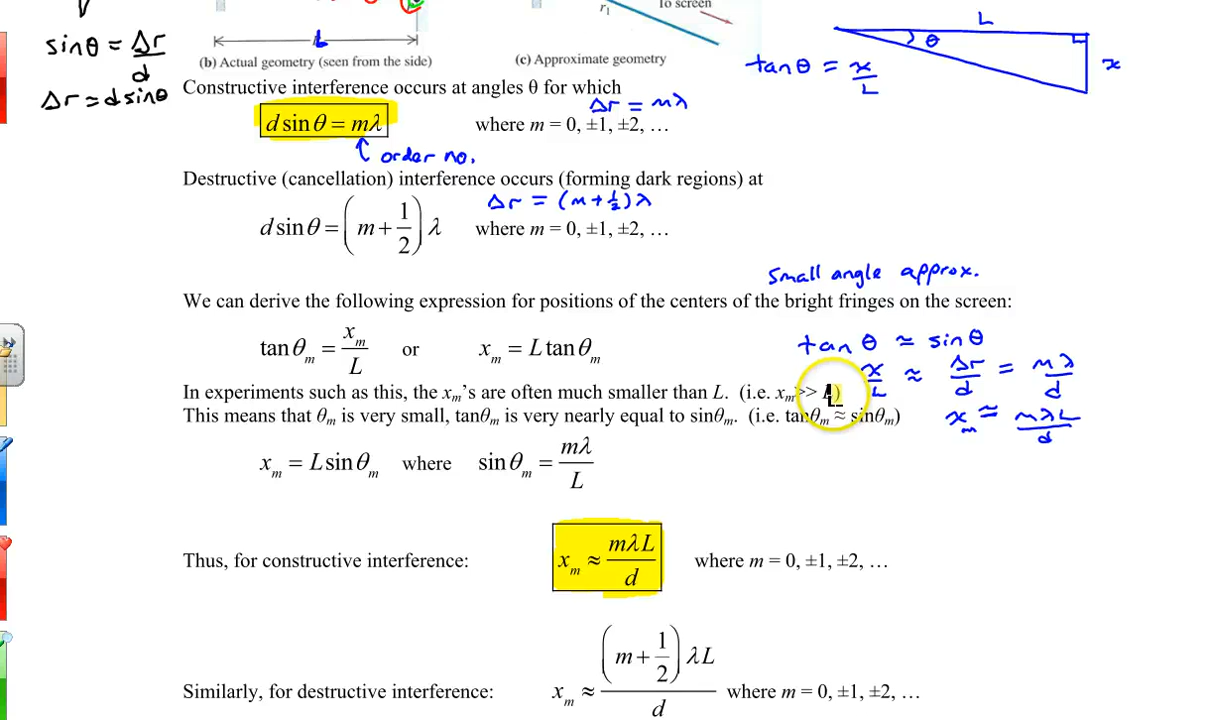 To screen
r₁
L
sinθ = Δr/d
L
θ
x
(b) Actual geometry (seen from the side)
(c) Approximate geometry
tanθ = x/L
Δr = d sinθ
Constructive interference occurs at angles θ for which
Δr = mλ
d sin θ = mλ
where m = 0, ±1, ±2, …
order no.
Destructive (cancellation) interference occurs (forming dark regions) at
Δr = (m + ½)λ
d sin θ = (m + 1/2) λ
where m = 0, ±1, ±2, …
small angle approx.
We can derive the following expression for positions of the centers of the bright fringes on the screen:
tan θₘ = xₘ/L or xₘ = L tan θₘ
tan θ ≈ sin θ
x/L ≈ Δr/d = mλ/d
In experiments such as this, the xₘ's are often much smaller than L. (i.e. xₘ >> L)
This means that θₘ is very small, tanθₘ is very nearly equal to sinθₘ. (i.e. tanθₘ ≈ sinθₘ)
xₘ ≈ mλL/d
xₘ = L sin θₘ where sin θₘ = mλ/L
Thus, for constructive interference: xₘ ≈ mλL/d where m = 0, ±1, ±2, …
Similarly, for destructive interference: xₘ ≈ (m + 1/2) λL/d where m = 0, ±1, ±2, …